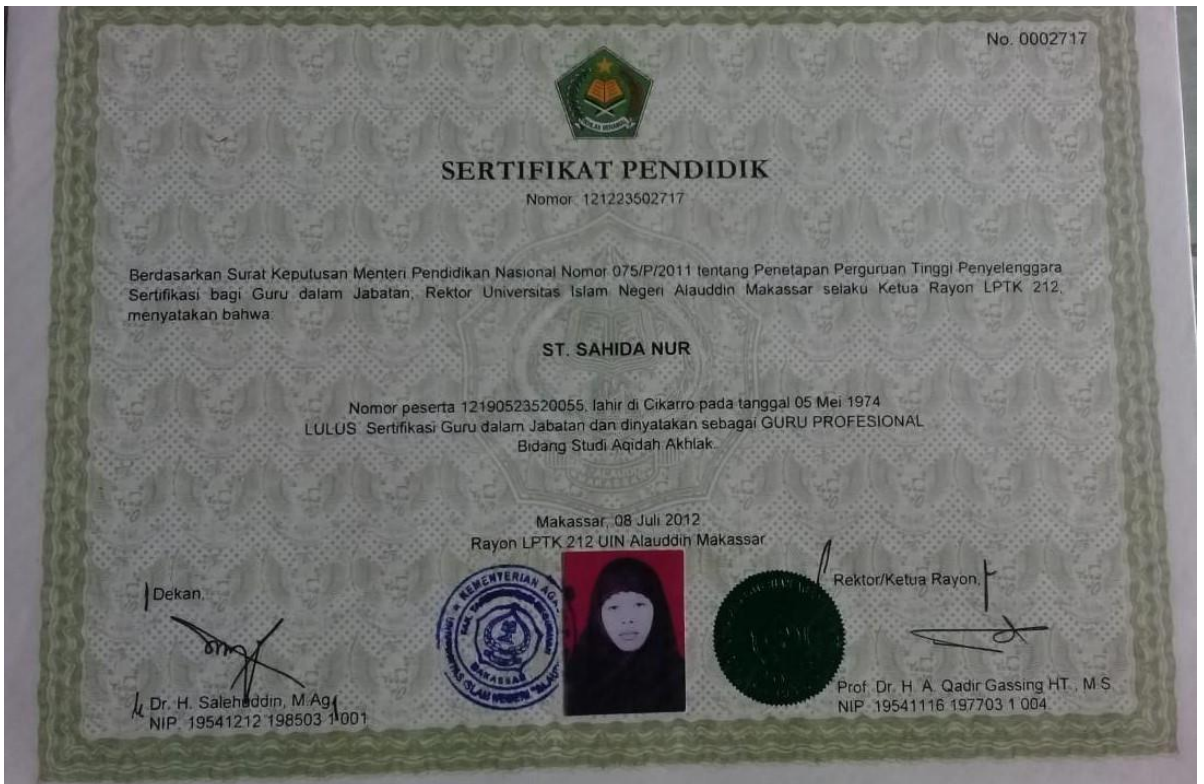 No. 0002717
SERTIFIKAT PENDIDIK
Nomor 121223502717
Berdasarkan Surat Keputusan Menteri Pendidikan Nasional Nomor 075/P/2011 tentang Penetapan Perguruan Tinggi Penyelenggara
Sertifikasi bagi Guru dalam Jabatan, Rektor Universitas Islam Negeri Alauddin Makassar selaku Ketua Rayon LPTK 212,
menyatakan bahwa:
ST. SAHIDA NUR
Nomor peserta 12190523520055, lahir di Cikarro pada tanggal 05 Mei 1974
LULUS Sertifikasi Guru dalam Jabatan dan dinyatakan sebagai GURU PROFESIONAL
Bidang Studi Aqidah Akhlak.
Makassar, 08 Juli 2012
Rayon LPTK 212 UIN Alauddin Makassar
Dekan,
Dr. H. Salehuddin, M.Ag
NIP. 19541212 198503 1 001
KEMENTERIAN
MAKASSAR
Rektor/Ketua Rayon,
Prof. Dr. H. A. Qadir Gassing HT., M.S
NIP. 19541116 197703 1 004